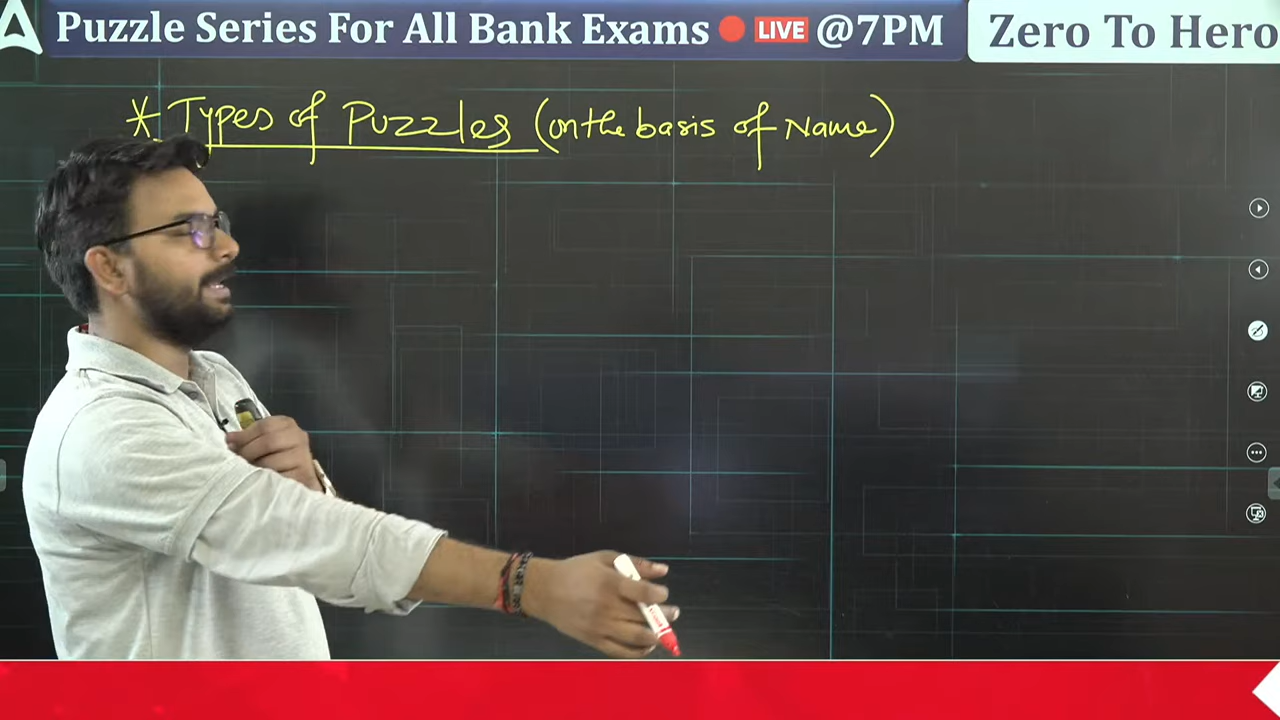 Puzzle Series For All Bank Exams 🔴 LIVE @7PM
Zero To Hero
* Types of Puzzles (on the basis of Name)